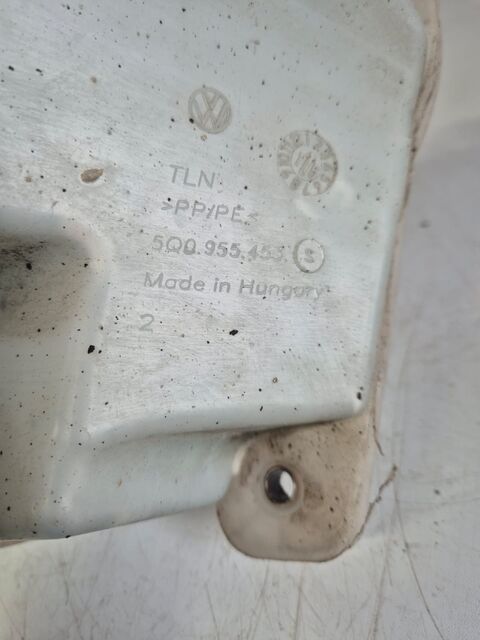 TLN
>PP/PE<
5Q0.955.453.S
Made in Hungary
2